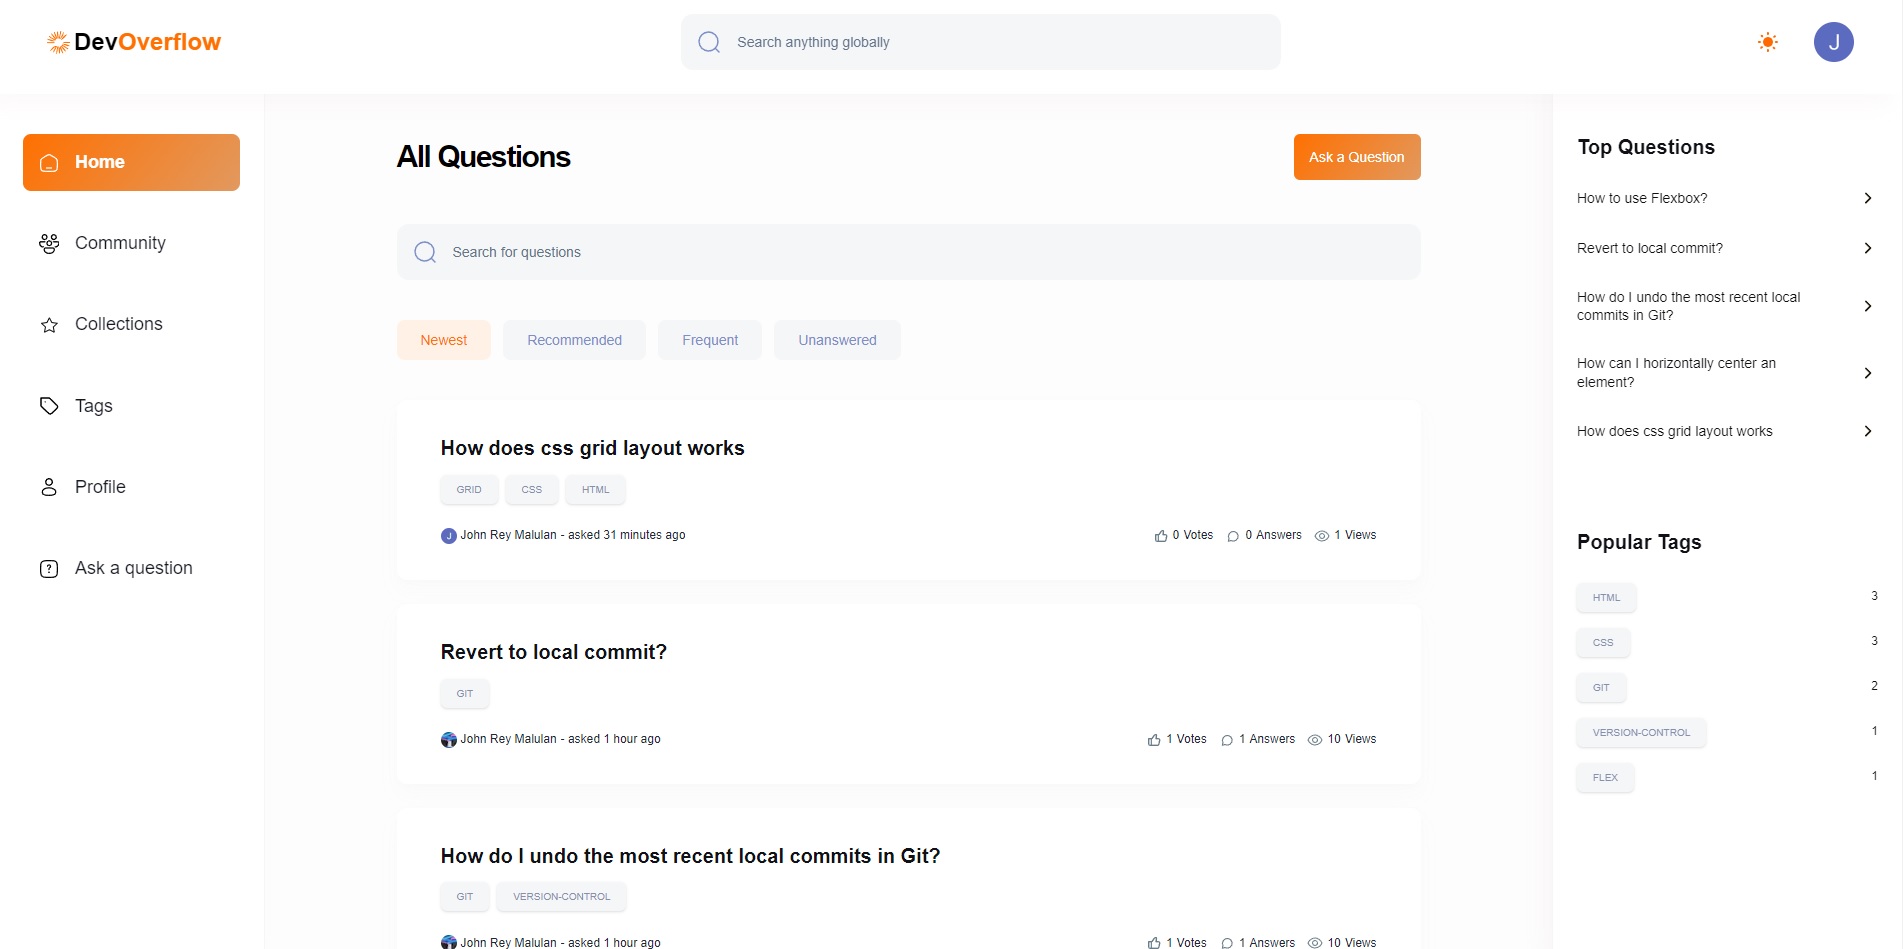 DevOverflow
Search anything globally
J
Home
Community
Collections
Tags
Profile
Ask a question
All Questions
Ask a Question
Search for questions
Newest
Recommended
Frequent
Unanswered
How does css grid layout works
GRID
CSS
HTML
J
John Rey Malulan - asked 31 minutes ago
0 Votes
0 Answers
1 Views
Revert to local commit?
GIT
John Rey Malulan - asked 1 hour ago
1 Votes
1 Answers
10 Views
How do I undo the most recent local commits in Git?
GIT
VERSION-CONTROL
John Rey Malulan - asked 1 hour ago
1 Votes
1 Answers
10 Views
Top Questions
How to use Flexbox?
Revert to local commit?
How do I undo the most recent local
commits in Git?
How can I horizontally center an
element?
How does css grid layout works
Popular Tags
HTML 3
CSS 3
GIT 2
VERSION-CONTROL 1
FLEX 1